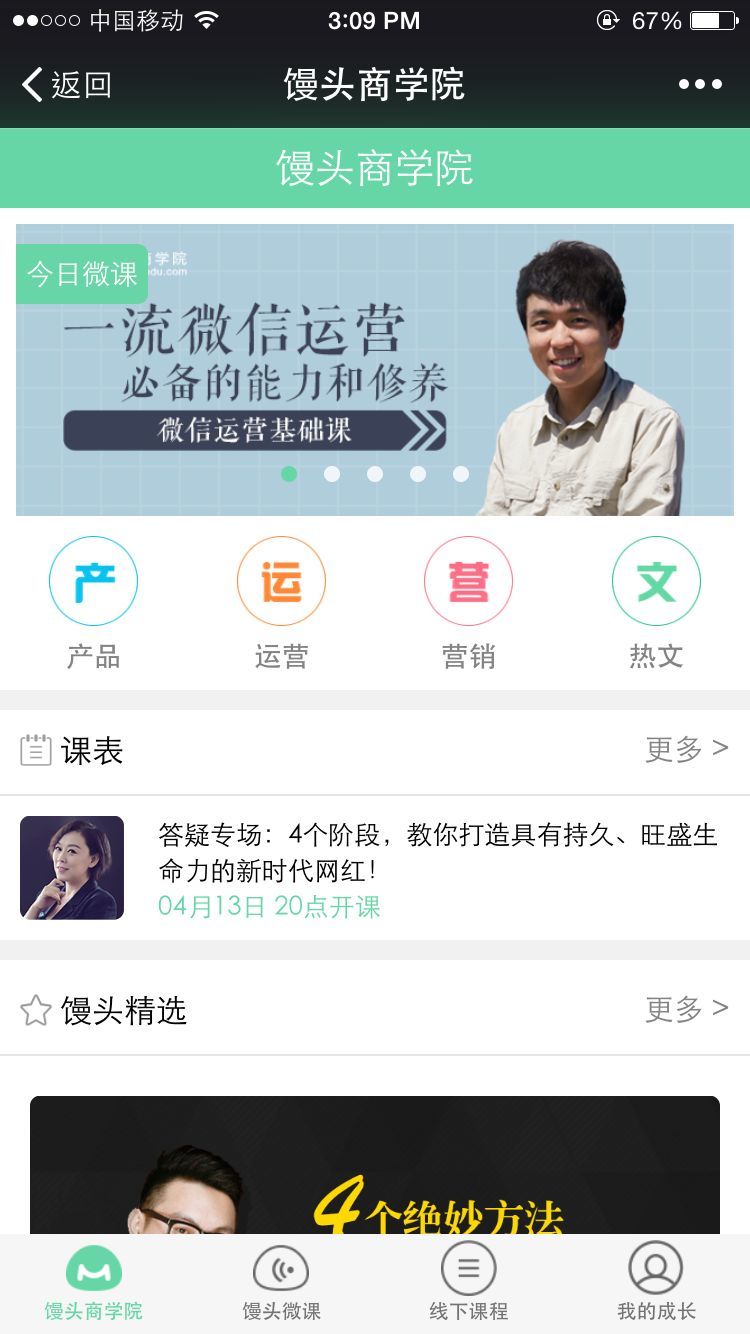 中国移动
3:09 PM
67%
返回
馒头商学院
馒头商学院
今日微课
商学院
du.com
一流微信运营
必备的能力和修养
微信运营基础课
产
运
营
文
产品
运营
营销
热文
课表
更多 >
答疑专场：4个阶段，教你打造具有持久、旺盛生
命力的新时代网红！
04月13日 20点开课
馒头精选
更多 >
4个绝妙方法
馒头商学院
馒头微课
线下课程
我的成长